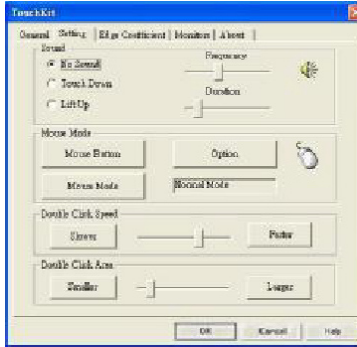 TouchKit
General Setting Edge Coefficient Monitors About
Sound
No Sound
Touch Down
Lift Up
Frequency
Duration
Mouse Mode
Mouse Button
Option
Mouse Mode
Normal Mode
Double Click Speed
Slower
Faster
Double Click Area
Smaller
Larger
OK Cancel Help